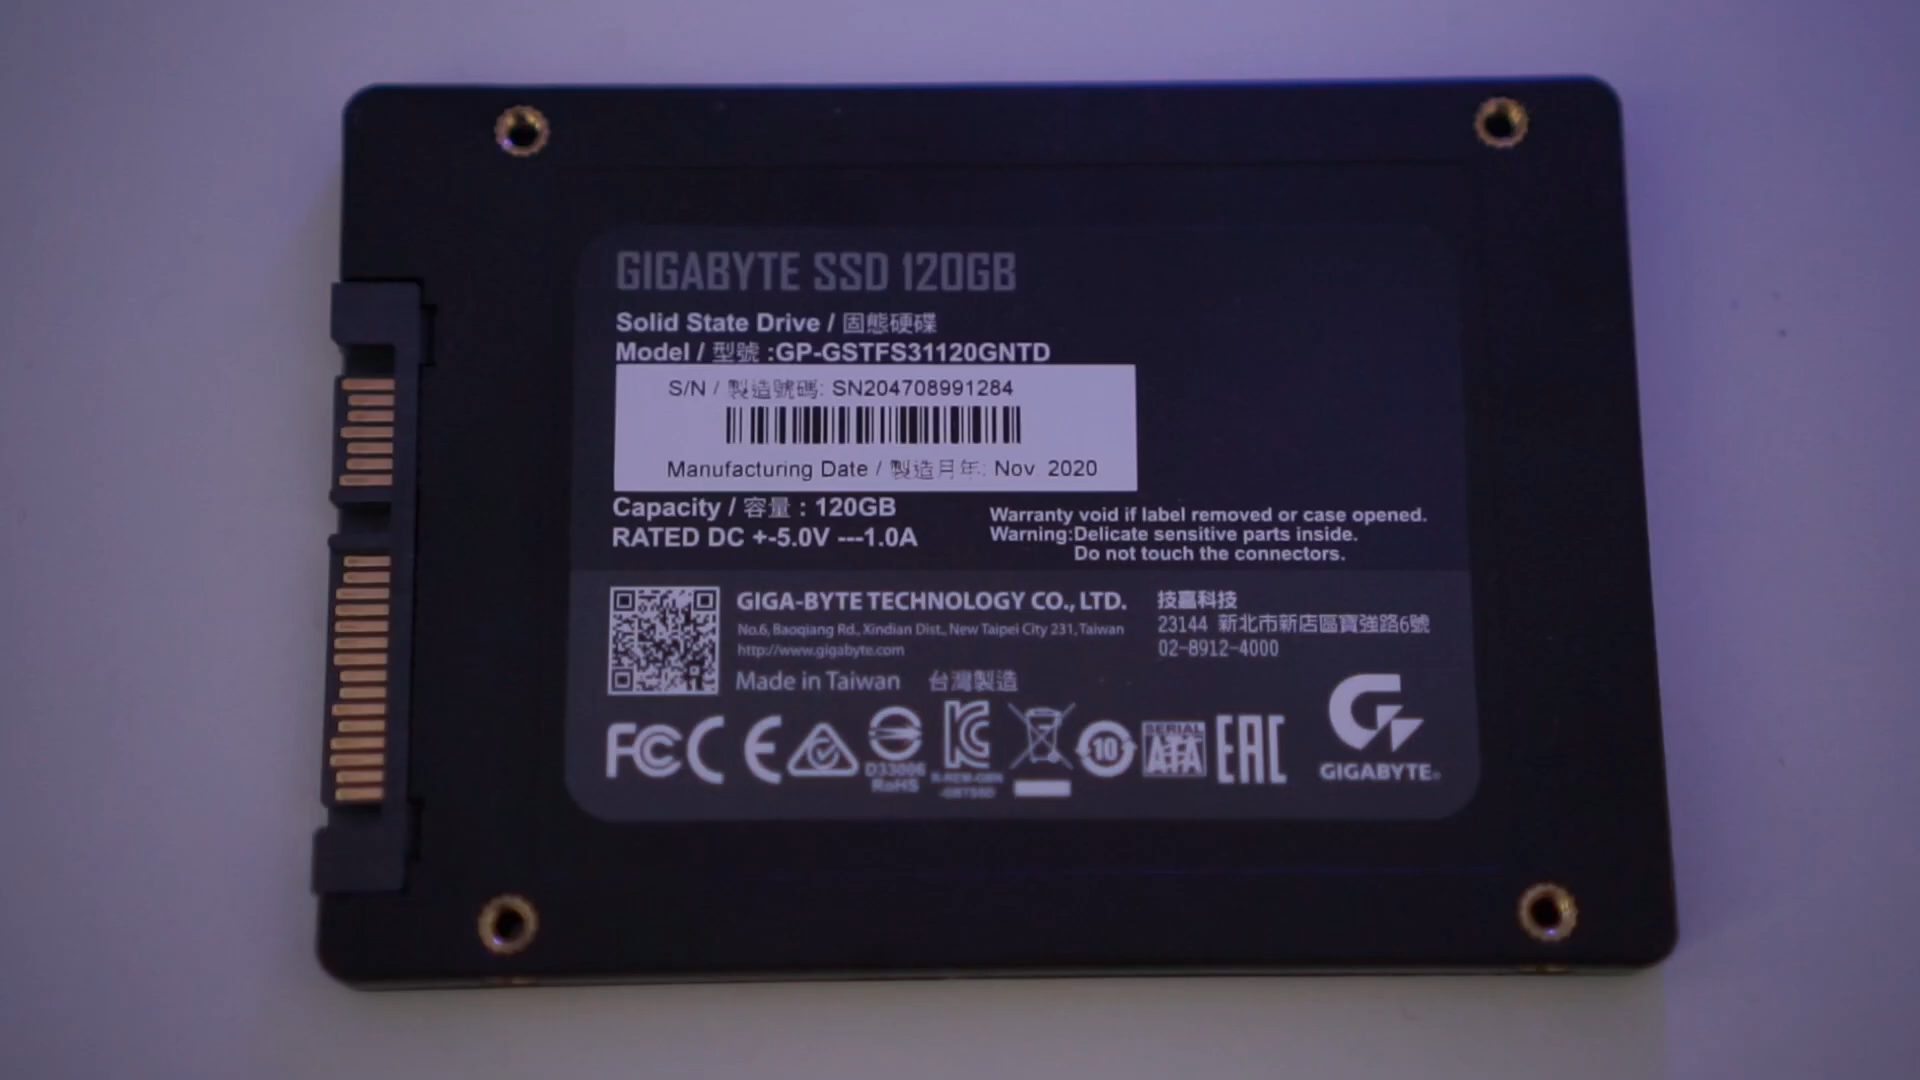 GIGABYTE SSD 120GB
Solid State Drive / 固態硬碟
Model / 型號 :GP-GSTFS31120GNTD
S/N / 製造號碼: SN204708991284
Manufacturing Date / 製造月年: Nov 2020
Capacity / 容量 : 120GB
RATED DC +-5.0V ---1.0A
Warranty void if label removed or case opened.
Warning:Delicate sensitive parts inside.
Do not touch the connectors.
GIGA-BYTE TECHNOLOGY CO., LTD.
No.6, Baoqiang Rd., Xindian Dist., New Taipei City 231, Taiwan
http://www.gigabyte.com
Made in Taiwan 台灣製造
技嘉科技
23144 新北市新店區寶強路6號
02-8912-4000
FC CE
D33006
RoHS
10
SERIAL
ATA
EAC
GIGABYTE